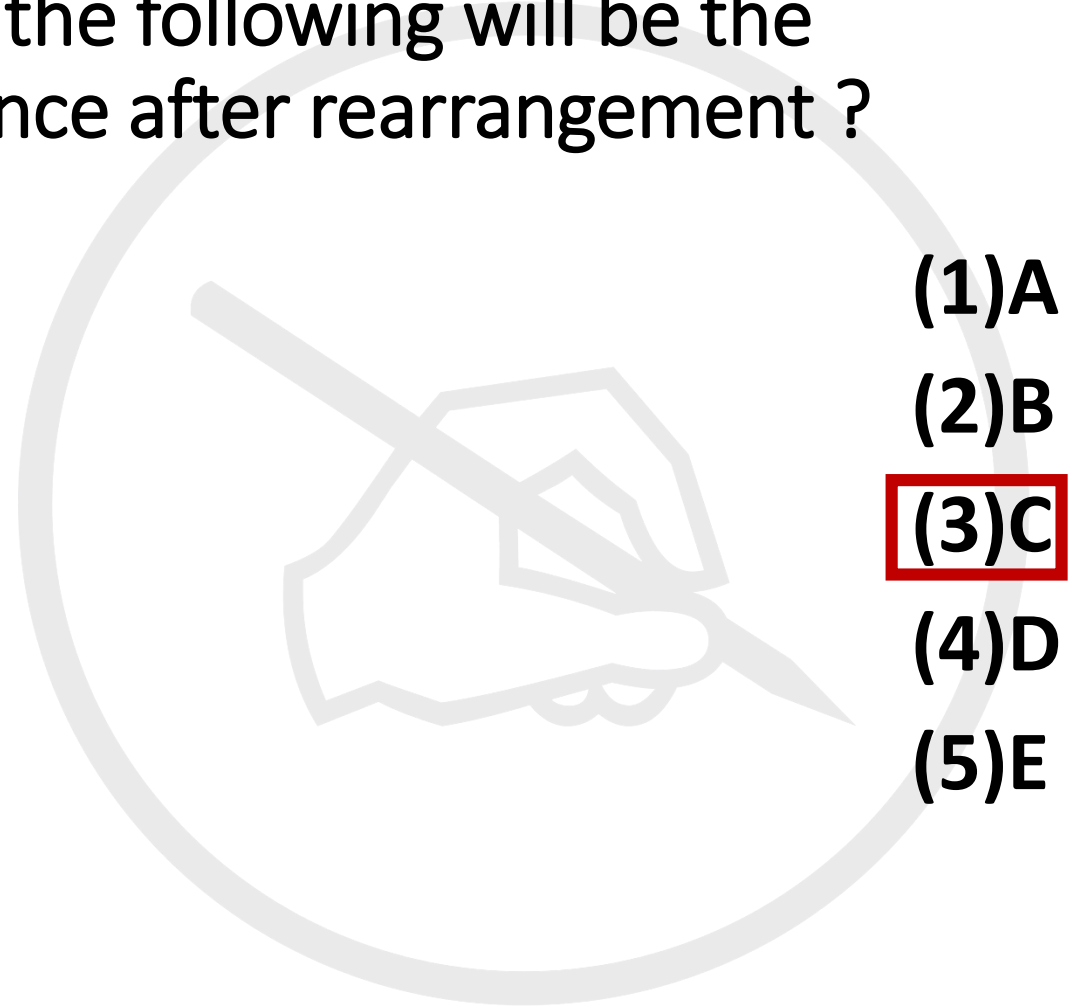 the following will be the
nce after rearrangement ?
(1)A
(2)B
(3)C
(4)D
(5)E